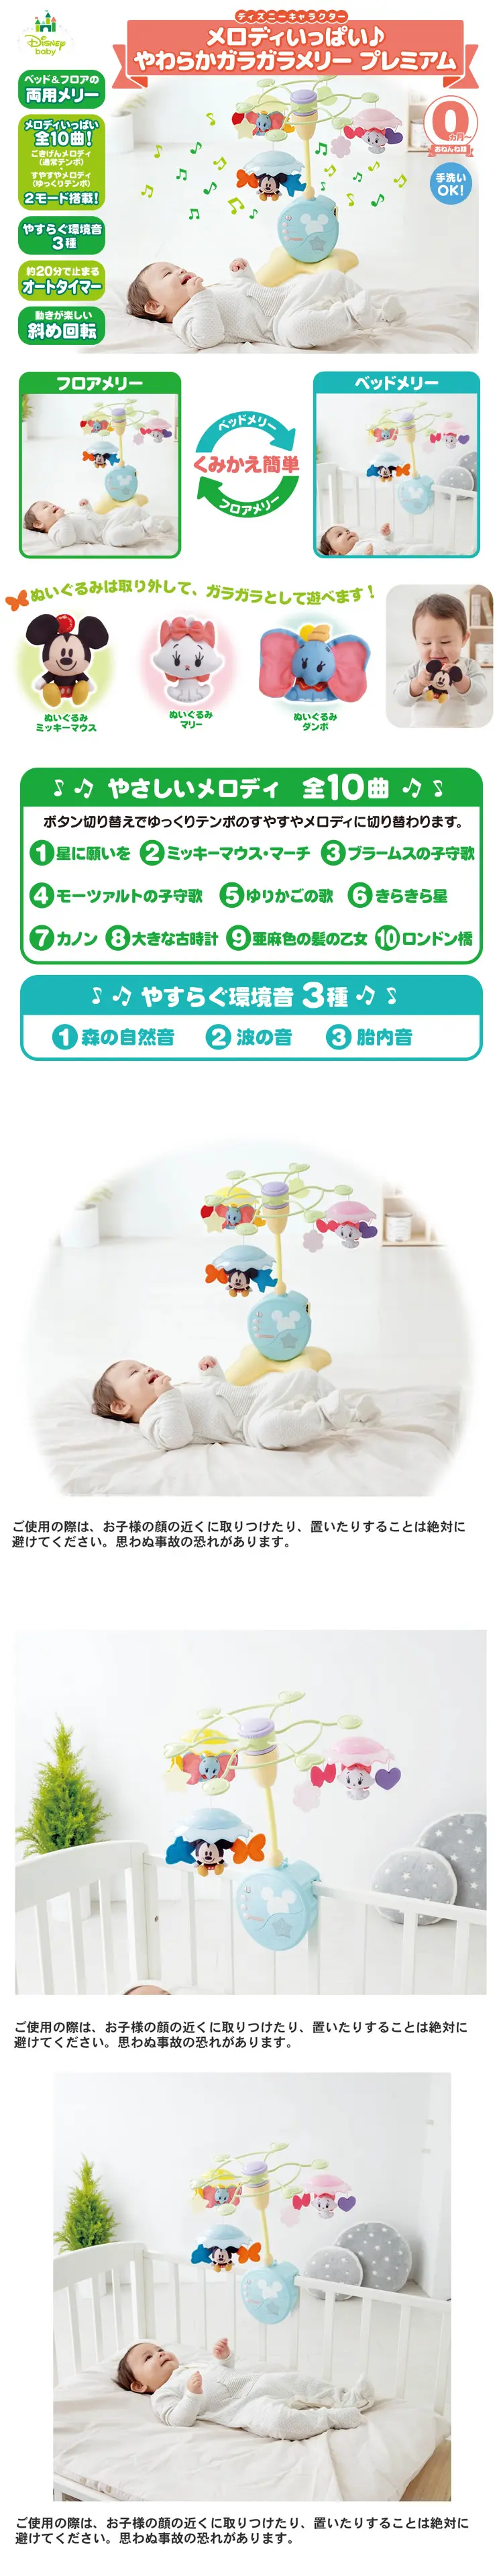 Disney
baby
ディズニーキャラクター
メロディいっぱい♪
やわらかガラガラメリー プレミアム
ベッド&フロアの
両用メリー
メロディいっぱい
全10曲!
ごきげんメロディ
(通常テンポ)
すやすやメロディ
(ゆっくりテンポ)
2モード搭載!
やすらぐ環境音
3種
約20分で止まる
オートタイマー
動きが楽しい
斜め回転
0
カ月〜
おねんね期
手洗い
OK!
フロアメリー
ベッドメリー
ベッドメリー
くみかえ簡単
フロアメリー
ぬいぐるみは取り外して、ガラガラとして遊べます!
ぬいぐるみ
ミッキーマウス
ぬいぐるみ
マリー
ぬいぐるみ
ダンボ
やさしいメロディ 全10曲
ボタン切り替えでゆっくりテンポのすやすやメロディに切り替わります。
1 星に願いを 2 ミッキーマウス・マーチ 3 ブラームスの子守歌
4 モーツァルトの子守歌 5 ゆりかごの歌 6 きらきら星
7 カノン 8 大きな古時計 9 亜麻色の髪の乙女 10 ロンドン橋
やすらぐ環境音 3種
1 森の自然音 2 波の音 3 胎内音
ご使用の際は、お子様の顔の近くに取りつけたり、置いたりすることは絶対に
避けてください。思わぬ事故の恐れがあります。
ご使用の際は、お子様の顔の近くに取りつけたり、置いたりすることは絶対に
避けてください。思わぬ事故の恐れがあります。
ご使用の際は、お子様の顔の近くに取りつけたり、置いたりすることは絶対に
避けてください。思わぬ事故の恐れがあります。